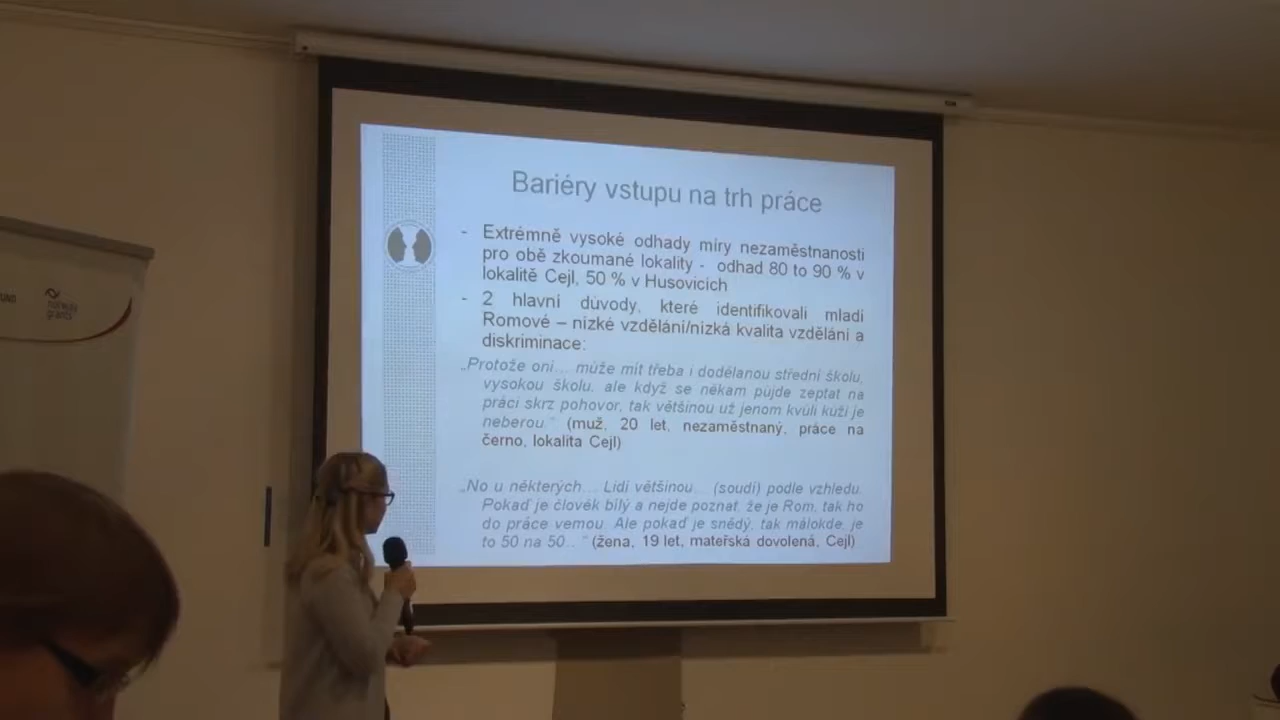 Bariéry vstupu na trh práce
- Extrémně vysoké odhady míry nezaměstnanosti
pro obě zkoumané lokality - odhad 80 to 90 % v
lokalitě Cejl, 50 % v Husovicích
- 2 hlavní důvody, které identifikovali mladí
Romové – nízké vzdělání/nízká kvalita vzdělání a
diskriminace:
„Protože oni... může mít třeba i dodělanou střední školu,
vysokou školu, ale když se někam půjde zeptat na
práci skrz pohovor, tak většinou už jenom kvůli kůži je
neberou." (muž, 20 let, nezaměstnaný, práce na
černo, lokalita Cejl)
„No u některých... Lidi většinou... (soudí) podle vzhledu.
Pokaď je člověk bílý a nejde poznat, že je Rom, tak ho
do práce vemou. Ale pokaď je snědý, tak málokde, je
to 50 na 50..." (žena, 19 let, mateřská dovolená, Cejl)
norway
grants